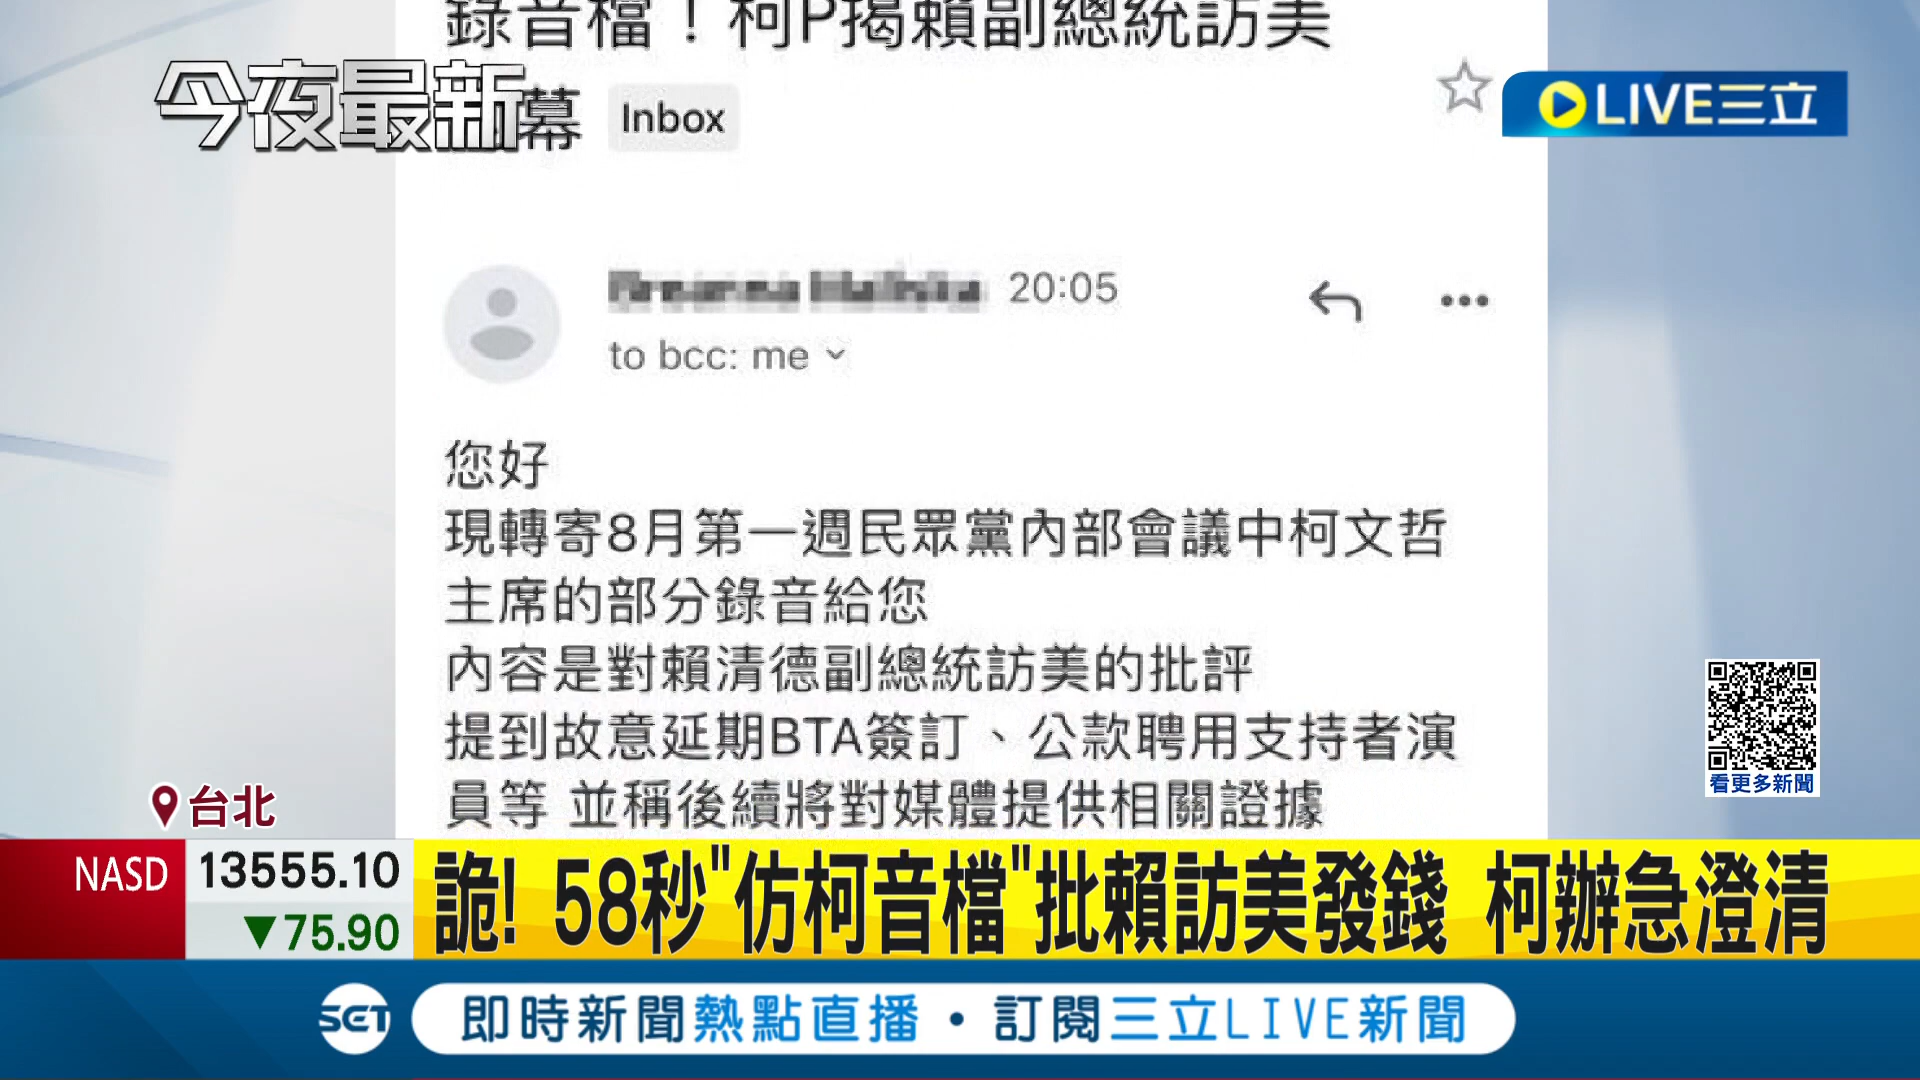 錄音檔！柯P揭賴副總統訪美
幕 Inbox
今夜最新
LIVE三立
20:05
to bcc: me
您好
現轉寄8月第一週民眾黨內部會議中柯文哲
主席的部分錄音給您
內容是對賴清德副總統訪美的批評
提到故意延期BTA簽訂、公款聘用支持者演
員等 並稱後續將對媒體提供相關證據
看更多新聞
台北
NASD 13555.10
▼75.90
詭! 58秒"仿柯音檔"批賴訪美發錢 柯辦急澄清
SET 即時新聞熱點直播・訂閱三立LIVE新聞